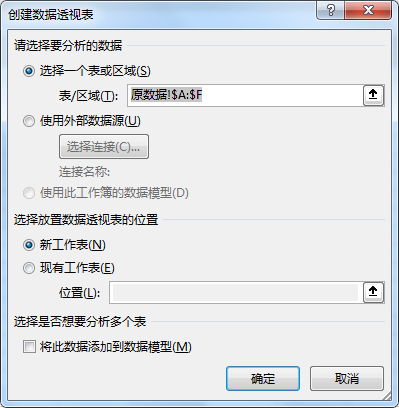 创建数据透视表
请选择要分析的数据
选择一个表或区域(S)
表/区域(T): 原数据!$A:$F
使用外部数据源(U)
选择连接(C)...
连接名称:
使用此工作簿的数据模型(D)
选择放置数据透视表的位置
新工作表(N)
现有工作表(E)
位置(L):
选择是否想要分析多个表
将此数据添加到数据模型(M)
确定 取消